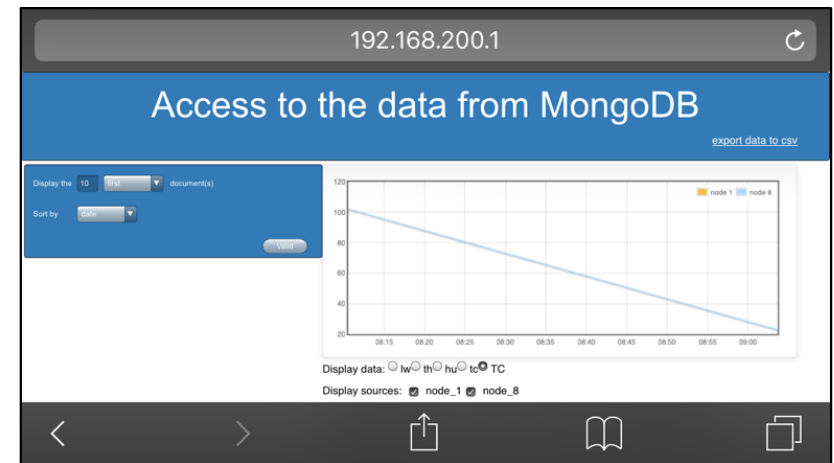 192.168.200.1
Access to the data from MongoDB
export data to csv
Display the 10 first document(s)
Sort by date
Valid
node 1 node 8
120
100
80
60
40
20
08:15 08:20 08:25 08:30 08:35 08:40 08:45 08:50 08:55 09:00
Display data: lw th hu tc TC
Display sources: node_1 node_8